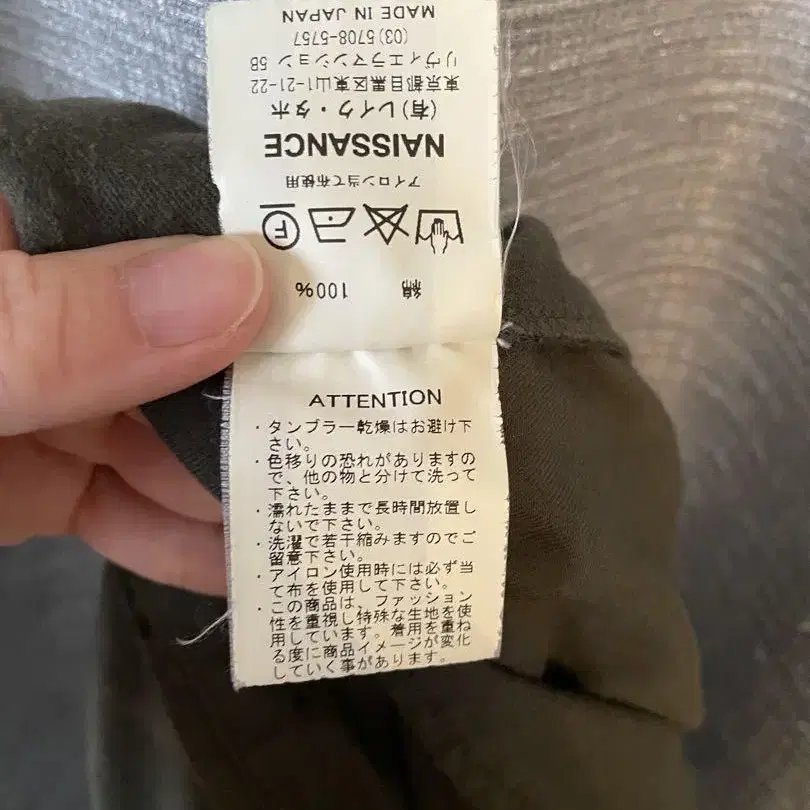 綿 100%
F
アイロン当て布使用
NAISSANCE
(有)レイク・タホ
東京都目黒区東山1-21-22
リヴィエラマンション 5B
(03)5708-5757
MADE IN JAPAN
ATTENTION
・タンブラー乾燥はお避け下
さい。
・色移りの恐れがありますの
で、他の物と分けて洗って
下さい。
・濡れたままで長時間放置し
ないで下さい。
・洗濯で若干縮みますのでご
留意下さい。
・アイロン使用時には必ず当
て布を使用して下さい。
・この商品は、ファッション
性を重視し特殊な生地を使
用しています。着用を重ね
る度に商品イメージが変化
していく事があります。